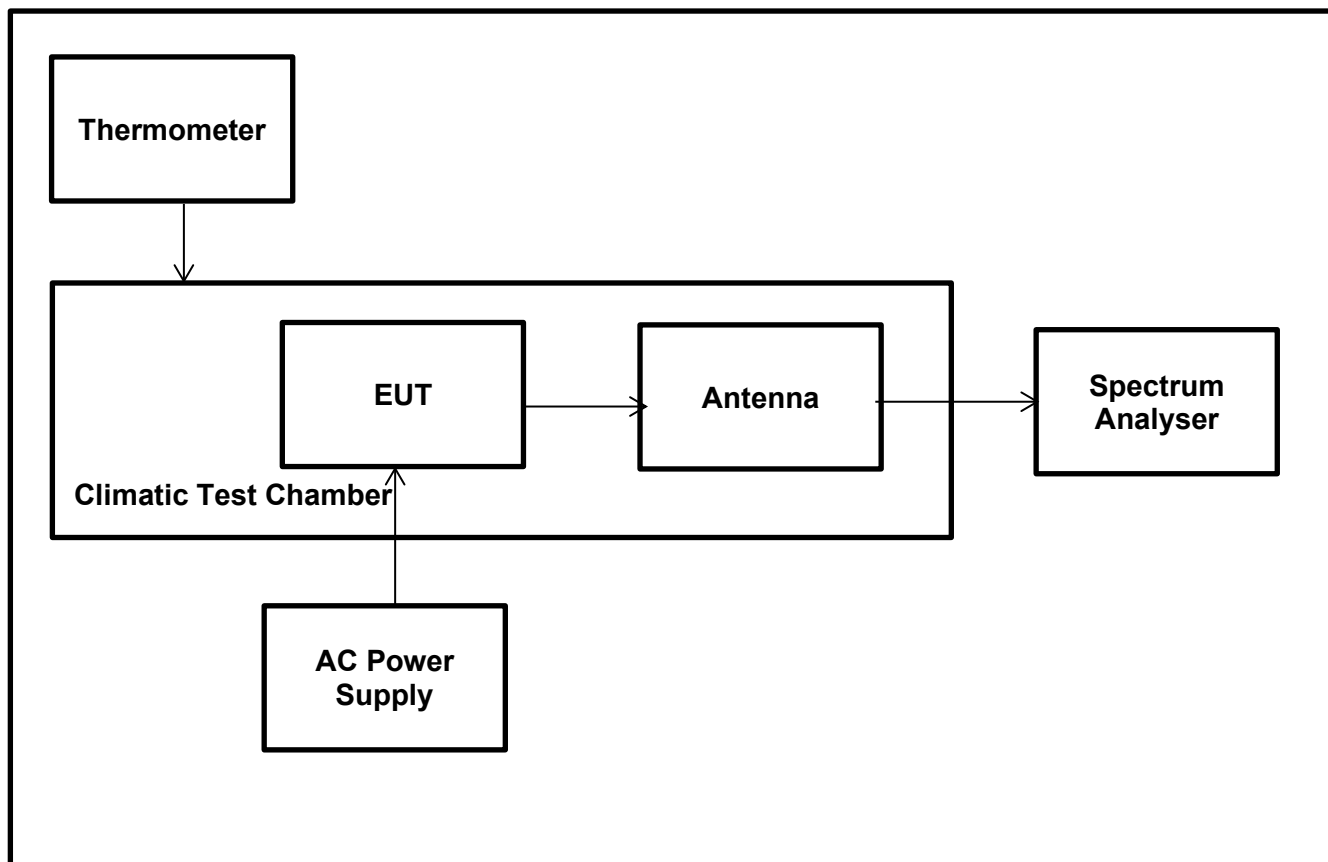 Thermometer
EUT
Antenna
Spectrum
Analyser
Climatic Test Chamber
AC Power
Supply